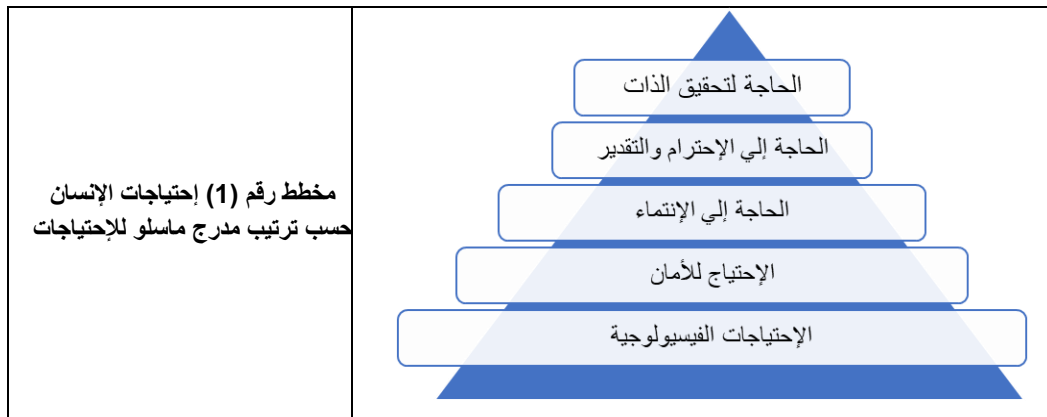 الحاجة لتحقيق الذات
الحاجة إلي الإحترام والتقدير
الحاجة إلي الإنتماء
الإحتياج للأمان
الإحتياجات الفيسيولوجية
مخطط رقم (1) إحتياجات الإنسان
حسب ترتيب مدرج ماسلو للإحتياجات